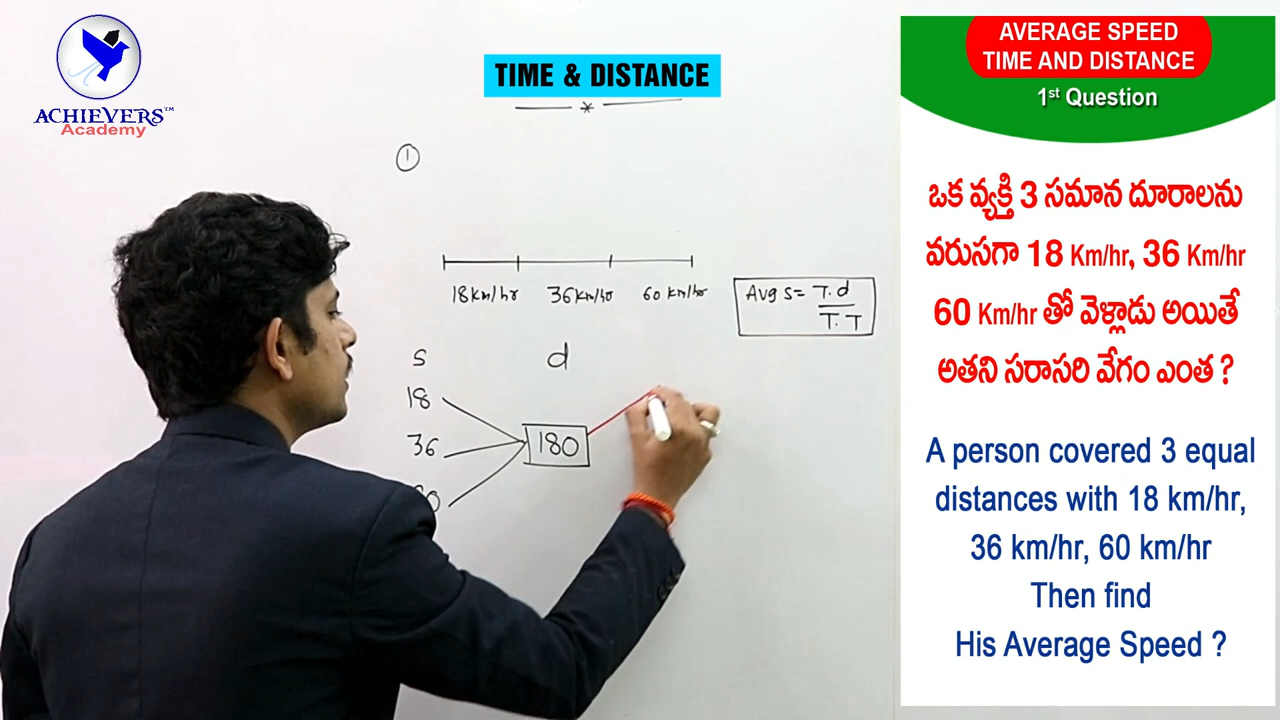 ACHIEVERS™
Academy
TIME & DISTANCE
①
18km/hr 36km/hr 60 km/hr
Avg s = T.d
T.T
s d
18
36
180
AVERAGE SPEED
TIME AND DISTANCE
1st Question
ఒక వ్యక్తి 3 సమాన దూరాలను
వరుసగా 18 Km/hr, 36 Km/hr
60 Km/hr తో వెళ్లాడు అయితే
అతని సరాసరి వేగం ఎంత ?
A person covered 3 equal
distances with 18 km/hr,
36 km/hr, 60 km/hr
Then find
His Average Speed ?